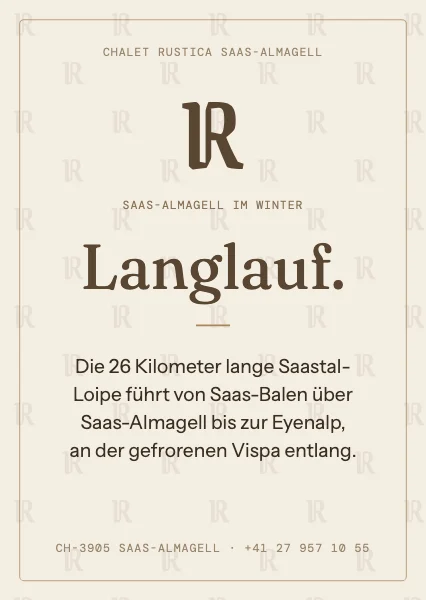 CHALET RUSTICA SAAS-ALMAGELL
R
SAAS-ALMAGELL IM WINTER
Langlauf.
Die 26 Kilometer lange Saastal-
Loipe führt von Saas-Balen über
Saas-Almagell bis zur Eyenalp,
an der gefrorenen Vispa entlang.
CH-3905 SAAS-ALMAGELL · +41 27 957 10 55